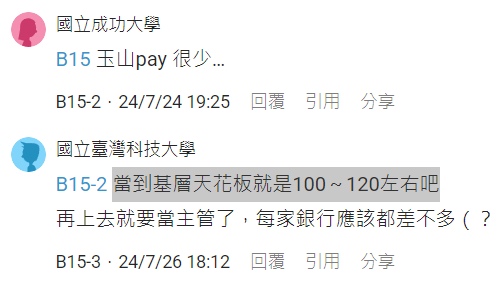 國立成功大學
B15 玉山pay 很少...
B15-2 · 24/7/24 19:25 回覆 引用 分享
國立臺灣科技大學
B15-2 當到基層天花板就是100～120左右吧
再上去就要當主管了，每家銀行應該都差不多（？
B15-3 · 24/7/26 18:12 回覆 引用 分享